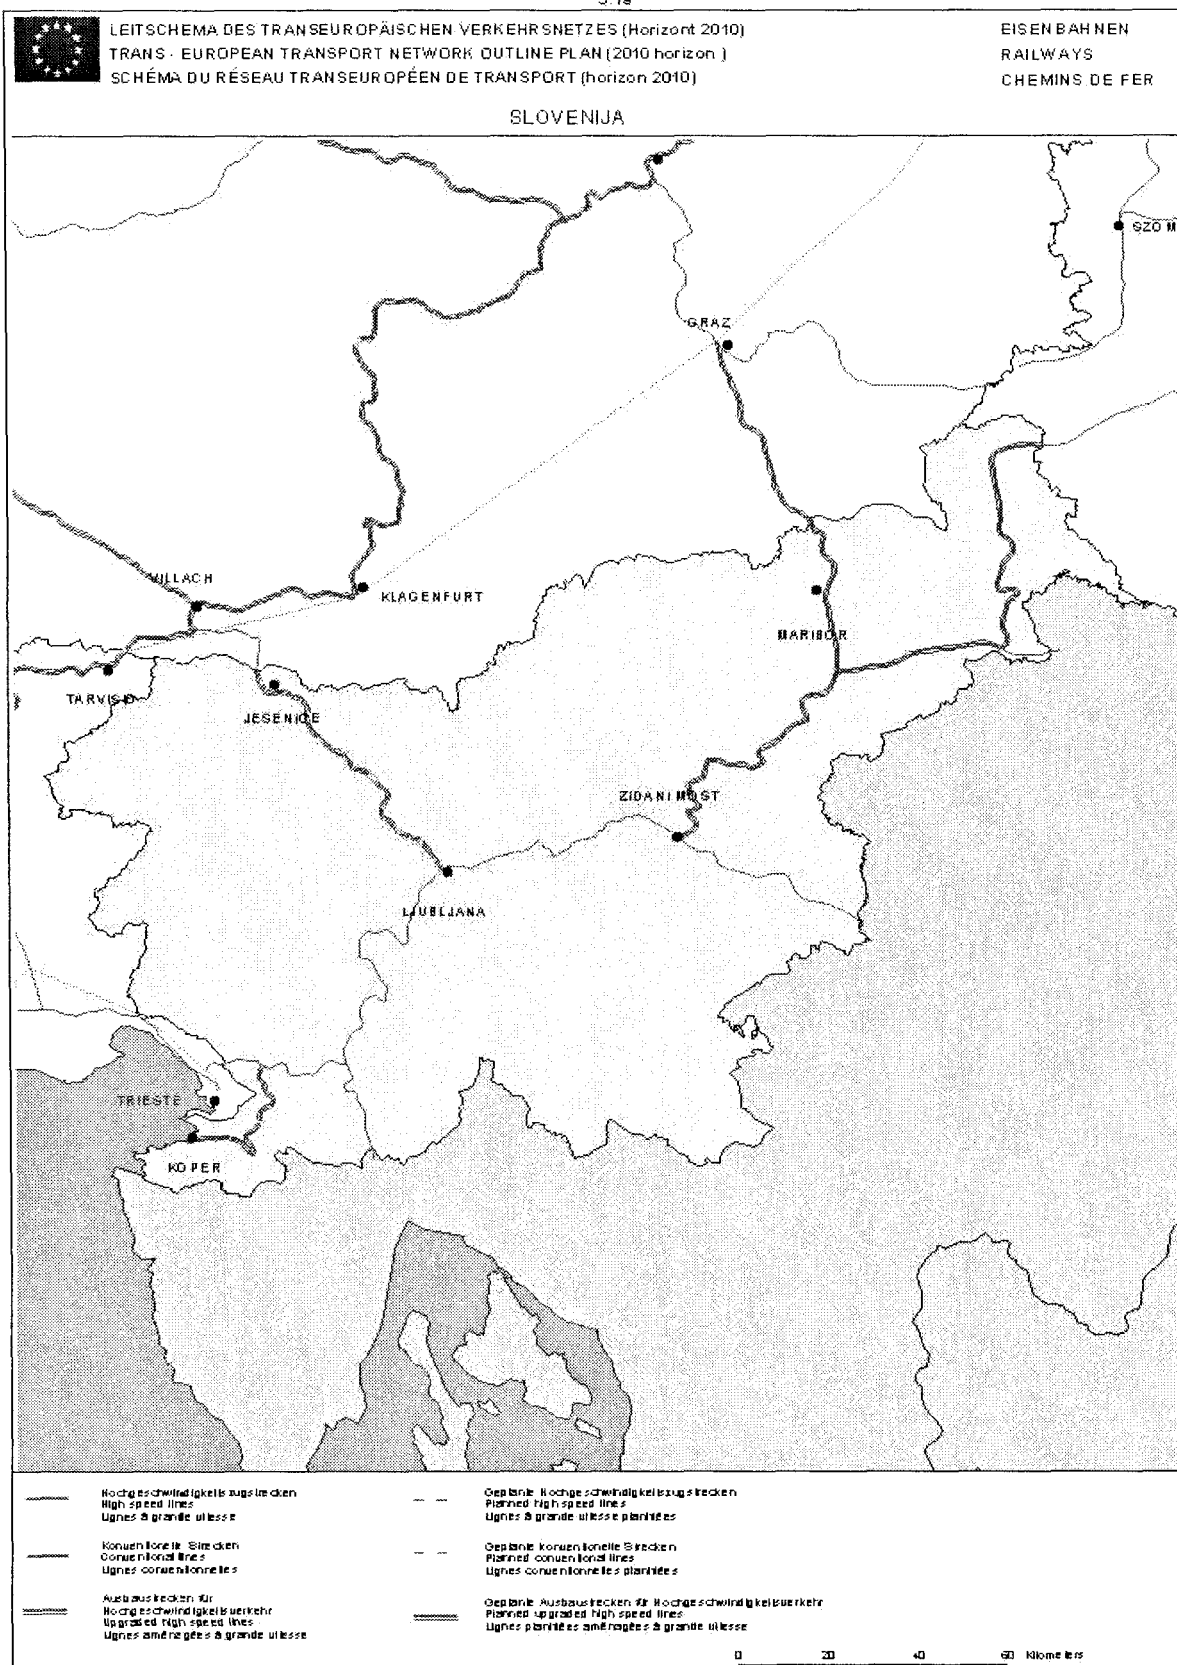 LEITSCHEMA DES TRANSEUROPÄISCHEN VERKEHRSNETZES (Horizont 2010)
TRANS - EUROPEAN TRANSPORT NETWORK OUTLINE PLAN (2010 horizon )
SCHÉMA DU RÉSEAU TRANSEUROPÉEN DE TRANSPORT (horizon 2010)
EISENBAHNEN
RAILWAYS
CHEMINS DE FER
SLOVENIJA
SZOM
GRAZ
VILLACH
KLAGENFURT
MARIBOR
TARVISIO
JESENICE
ZIDANI MOST
LJUBLJANA
TRIESTE
KOPER
Hochgeschwindigkeitszugstrecken
High speed lines
Lignes à grande vitesse
Konventionelle Strecken
Conventional lines
Lignes conventionnelles
Ausbaustrecken für
Hochgeschwindigkeitsverkehr
Upgraded high speed lines
Lignes aménagées à grande vitesse
Geplante Hochgeschwindigkeitszugstrecken
Planned high speed lines
Lignes à grande vitesse planifiées
Geplante konventionelle Strecken
Planned conventional lines
Lignes conventionnelles planifiées
Geplante Ausbaustrecken für Hochgeschwindigkeitsverkehr
Planned upgraded high speed lines
Lignes planifiées aménagées à grande vitesse
0 20 40 60 Kilometers